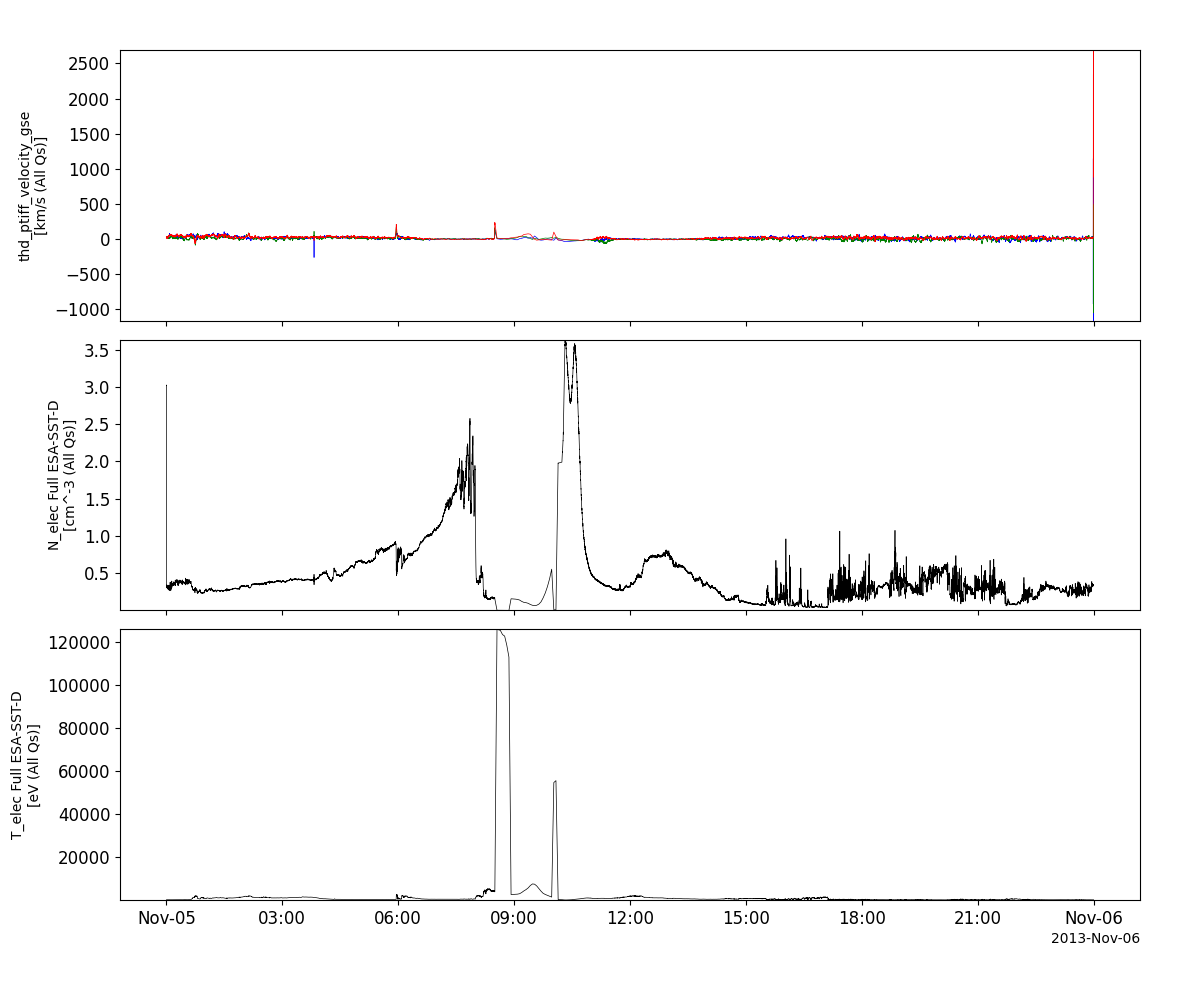 thd_ptiff_velocity_gse
[km/s (All Qs)]
2500
2000
1500
1000
500
0
−500
−1000
N_elec Full ESA-SST-D
[cm^-3 (All Qs)]
3.5
3.0
2.5
2.0
1.5
1.0
0.5
T_elec Full ESA-SST-D
[eV (All Qs)]
120000
100000
80000
60000
40000
20000
Nov-05 03:00 06:00 09:00 12:00 15:00 18:00 21:00 Nov-06
2013-Nov-06